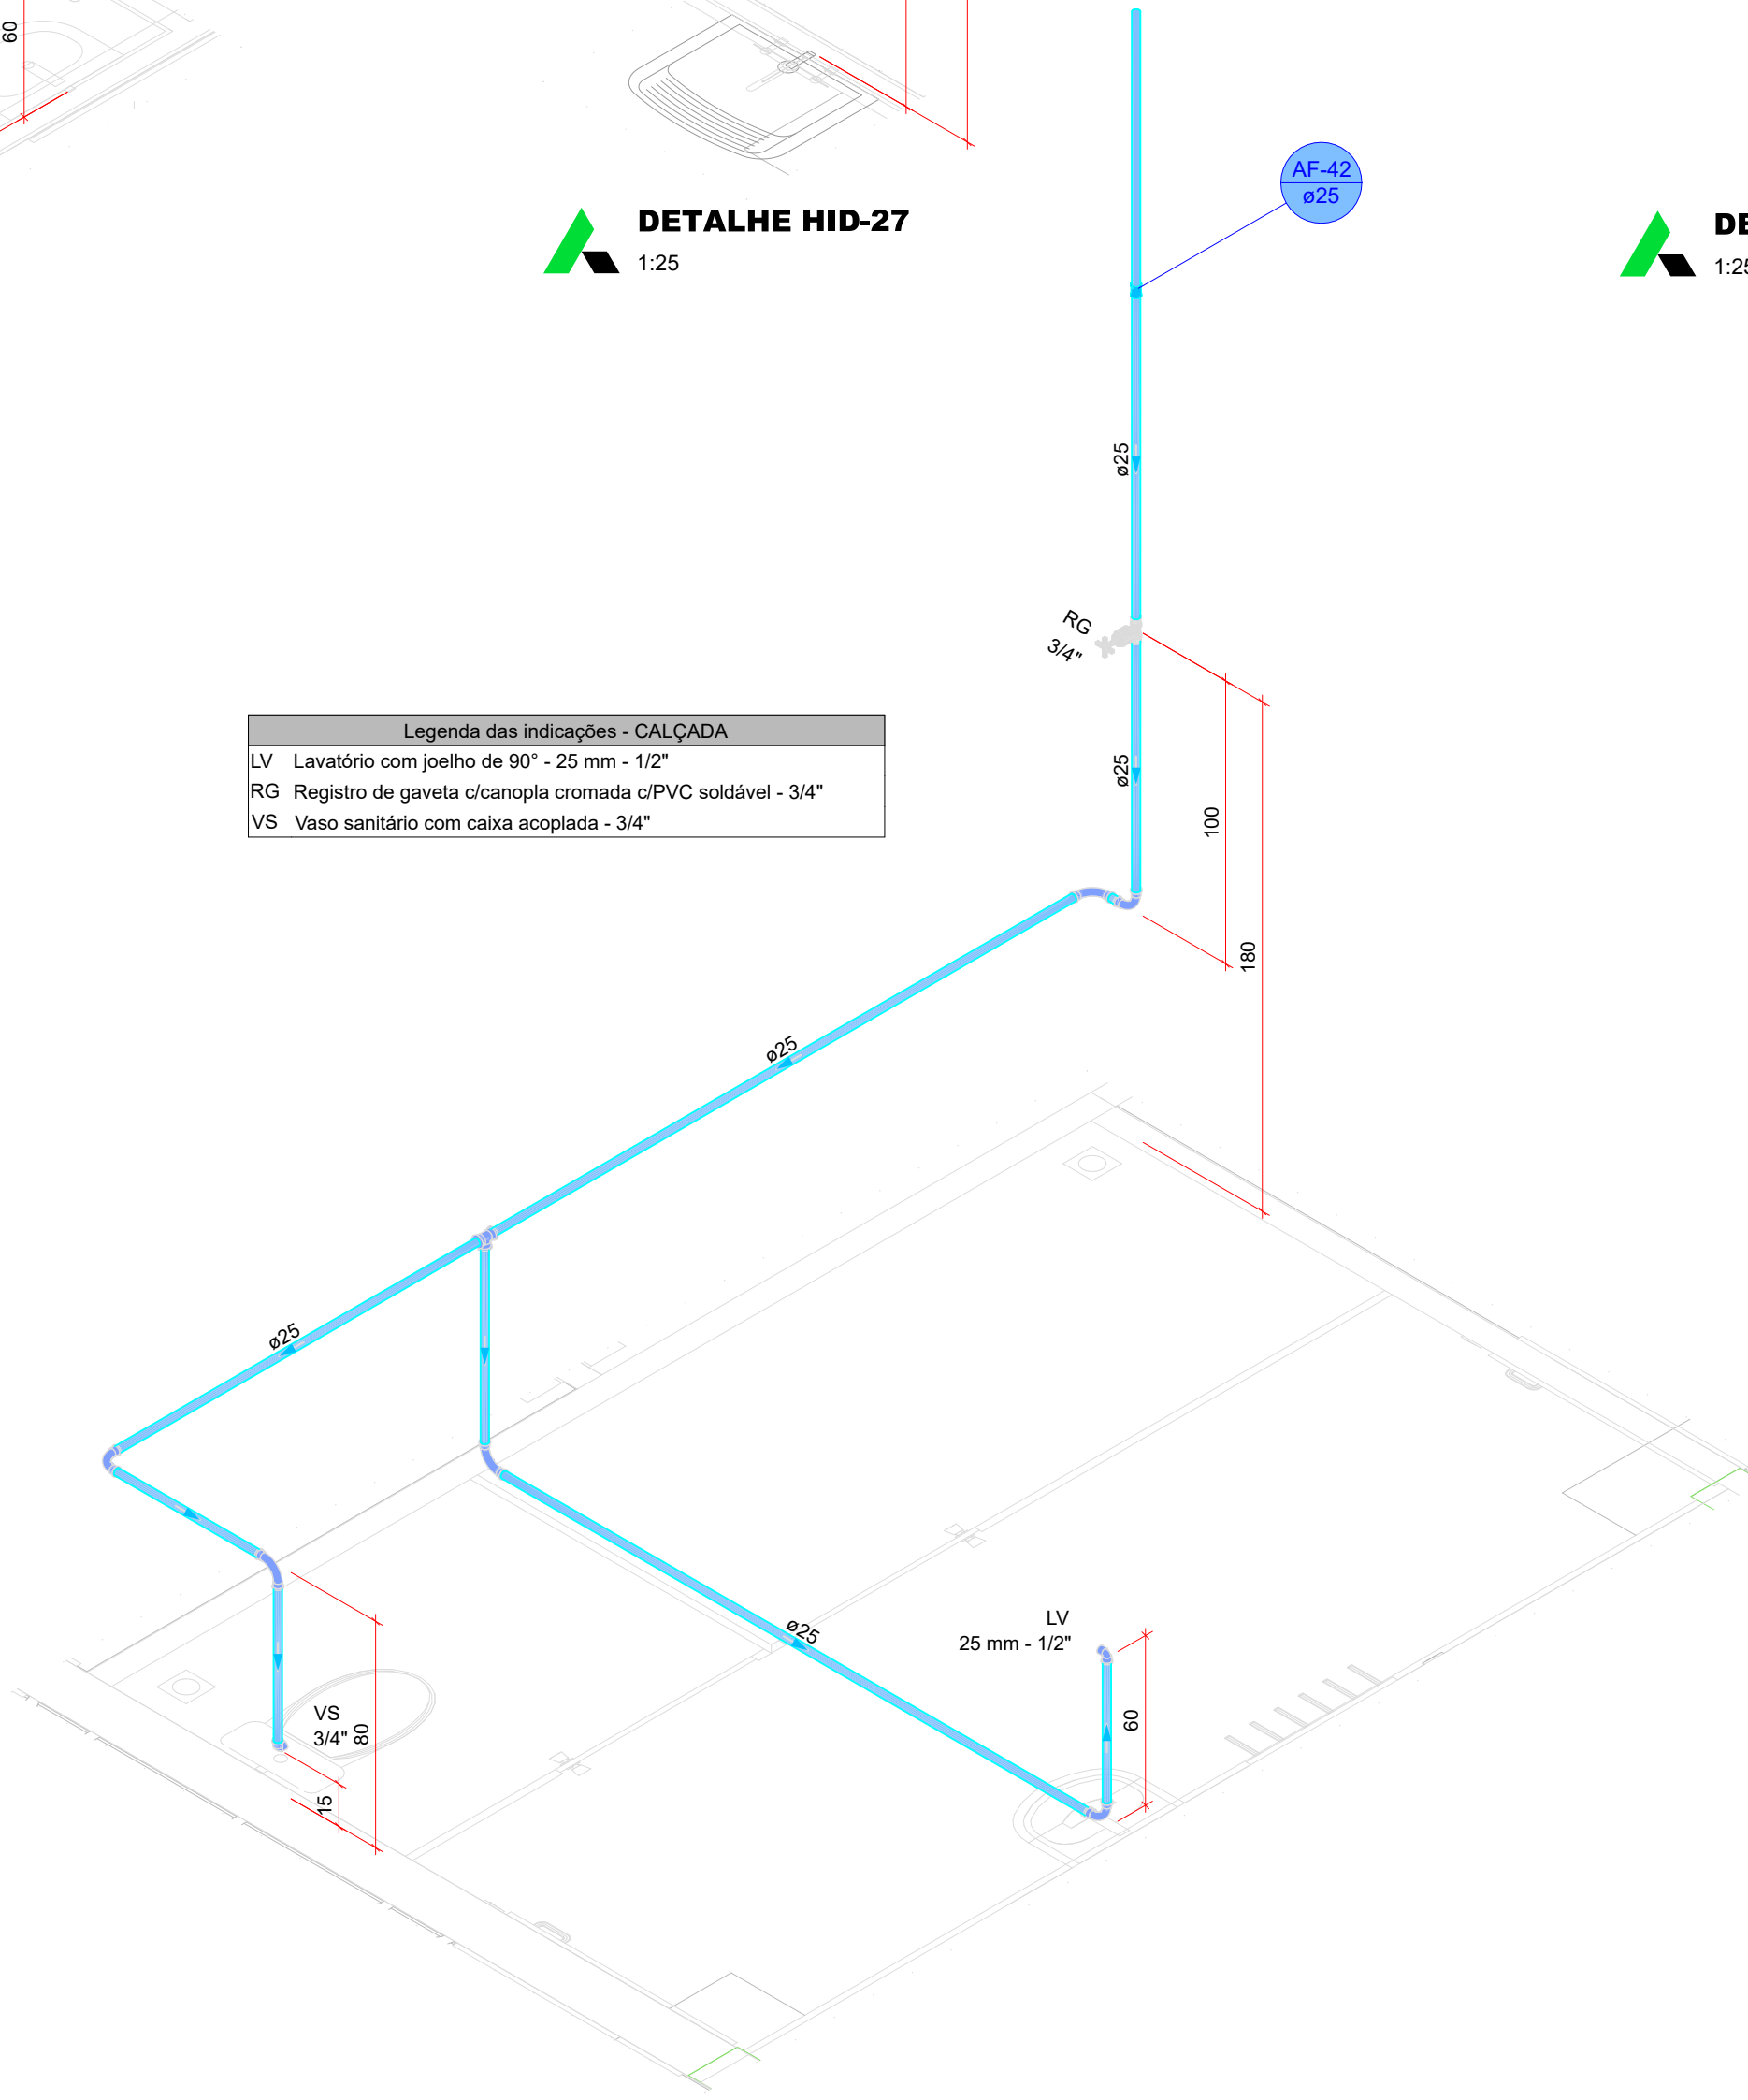 60
AF-42
ø25
DETALHE HID-27
1:25
DE
1:25
ø25
RG
3/4"
Legenda das indicações - CALÇADA
LV Lavatório com joelho de 90° - 25 mm - 1/2"
RG Registro de gaveta c/canopla cromada c/PVC soldável - 3/4"
VS Vaso sanitário com caixa acoplada - 3/4"
ø25
100
180
ø25
ø25
ø25
LV
25 mm - 1/2"
60
VS
3/4"
80
15